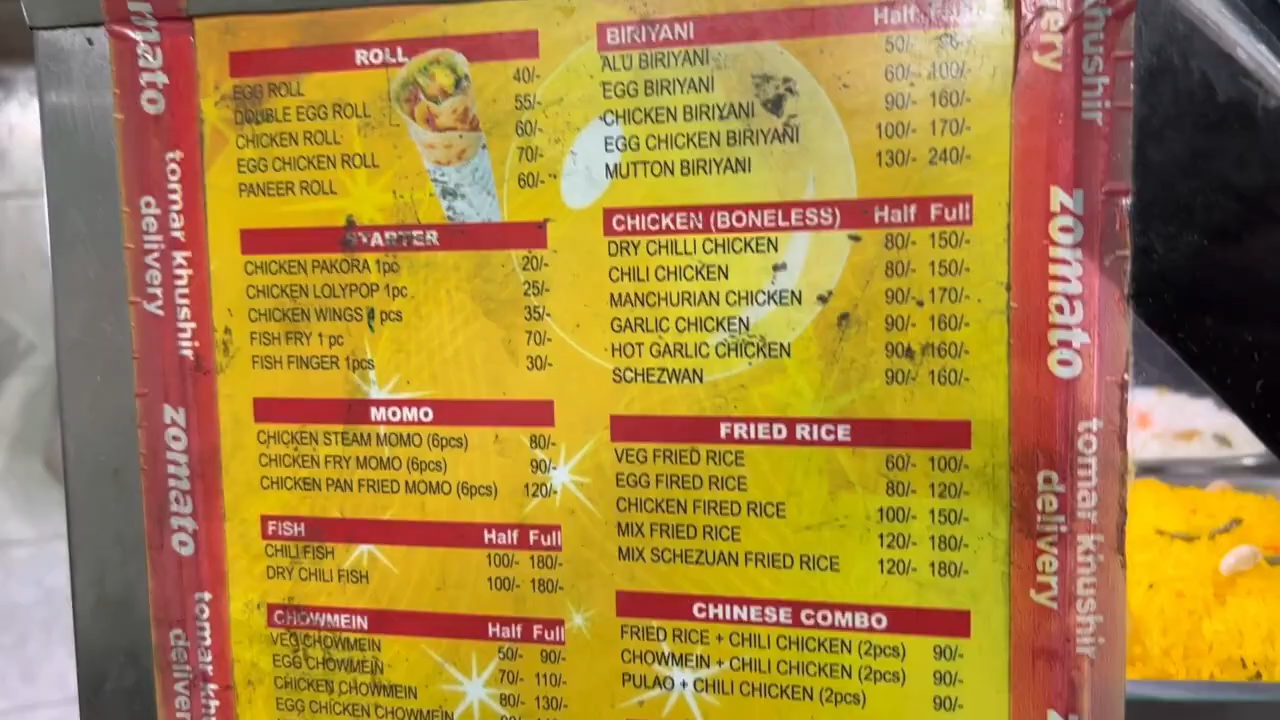 ROLL
EGG ROLL 40/-
DOUBLE EGG ROLL 55/-
CHICKEN ROLL 60/-
EGG CHICKEN ROLL 70/-
PANEER ROLL 60/-
STARTER
CHICKEN PAKORA 1pc 20/-
CHICKEN LOLYPOP 1pc 25/-
CHICKEN WINGS pcs 35/-
FISH FRY 1 pc 70/-
FISH FINGER 1pcs 30/-
MOMO
CHICKEN STEAM MOMO (6pcs) 80/-
CHICKEN FRY MOMO (6pcs) 90/-
CHICKEN PAN FRIED MOMO (6pcs) 120/-
FISH Half Full
CHILI FISH 100/- 180/-
DRY CHILI FISH 100/- 180/-
CHOWMEIN Half Full
VEG CHOWMEIN 50/- 90/-
EGG CHOWMEIN 70/- 110/-
CHICKEN CHOWMEIN 80/- 130/-
EGG CHICKEN CHOWMEIN
BIRIYANI Half Full
ALU BIRIYANI 50/-
EGG BIRIYANI 60/- 100/-
CHICKEN BIRIYANI 90/- 160/-
EGG CHICKEN BIRIYANI 100/- 170/-
MUTTON BIRIYANI 130/- 240/-
CHICKEN (BONELESS) Half Full
DRY CHILLI CHICKEN 80/- 150/-
CHILI CHICKEN 80/- 150/-
MANCHURIAN CHICKEN 90/- 170/-
GARLIC CHICKEN 90/- 160/-
HOT GARLIC CHICKEN 90/- 160/-
SCHEZWAN 90/- 160/-
FRIED RICE
VEG FRIED RICE 60/- 100/-
EGG FIRED RICE 80/- 120/-
CHICKEN FIRED RICE 100/- 150/-
MIX FRIED RICE 120/- 180/-
MIX SCHEZUAN FRIED RICE 120/- 180/-
CHINESE COMBO
FRIED RICE + CHILI CHICKEN (2pcs) 90/-
CHOWMEIN + CHILI CHICKEN (2pcs) 90/-
PULAO + CHILI CHICKEN (2pcs) 90/-
tomar khushir
delivery
zomato
zomato
tomar khushir
delivery